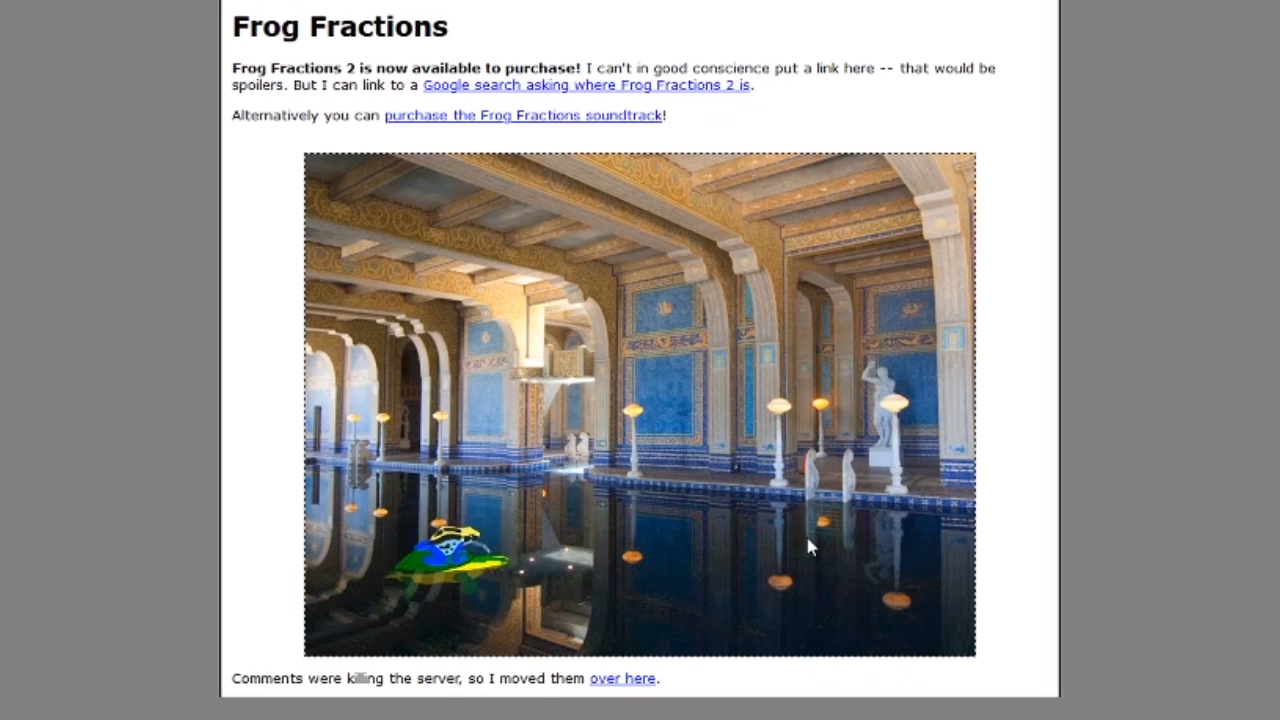 Frog Fractions
Frog Fractions 2 is now available to purchase! I can't in good conscience put a link here -- that would be
spoilers. But I can link to a Google search asking where Frog Fractions 2 is.
Alternatively you can purchase the Frog Fractions soundtrack!
Comments were killing the server, so I moved them over here.